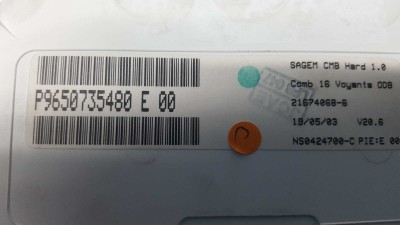 P9650735480 E 00
SAGEM CMB Hard 1.0
Comb 16 Voyants ODB
21674068-6
19/05/03 V20.6
NS0424700-C PIE:E 00
D